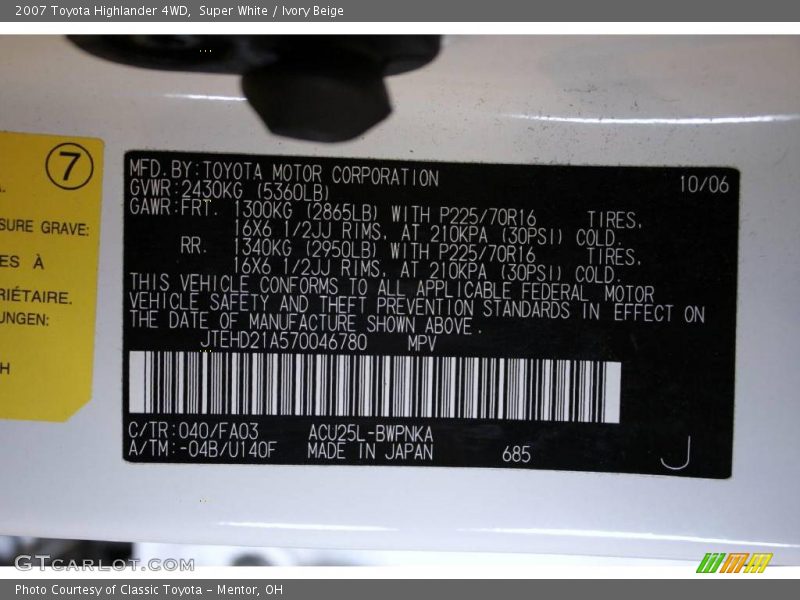 2007 Toyota Highlander 4WD,  Super White / Ivory Beige
7
SURE GRAVE:
ES À
RIÉTAIRE.
UNGEN:
H
MFD.BY:TOYOTA MOTOR CORPORATION 10/06
GVWR:2430KG (5360LB)
GAWR:FRT. 1300KG (2865LB) WITH P225/70R16 TIRES,
16X6 1/2JJ RIMS, AT 210KPA (30PSI) COLD.
RR. 1340KG (2950LB) WITH P225/70R16 TIRES,
16X6 1/2JJ RIMS, AT 210KPA (30PSI) COLD.
THIS VEHICLE CONFORMS TO ALL APPLICABLE FEDERAL MOTOR
VEHICLE SAFETY AND THEFT PREVENTION STANDARDS IN EFFECT ON
THE DATE OF MANUFACTURE SHOWN ABOVE.
JTEHD21A570046780 MPV
C/TR:040/FA03 ACU25L-BWPNKA
A/TM:-04B/U140F MADE IN JAPAN 685 J
GTCARLOT.COM
Photo Courtesy of Classic Toyota - Mentor, OH